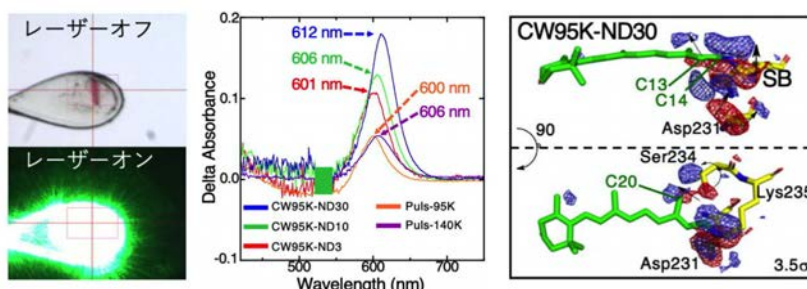 レーザーオフ
レーザーオン
Delta Absorbance
0.2
0.1
0.0
-0.1
612 nm
606 nm
601 nm
600 nm
606 nm
CW95K-ND30
CW95K-ND10
CW95K-ND3
Puls-95K
Puls-140K
500
600
700
Wavelength (nm)
CW95K-ND30
C13
C14
SB
Asp231
90
Ser234
C20
Lys235
Asp231
3.5σ